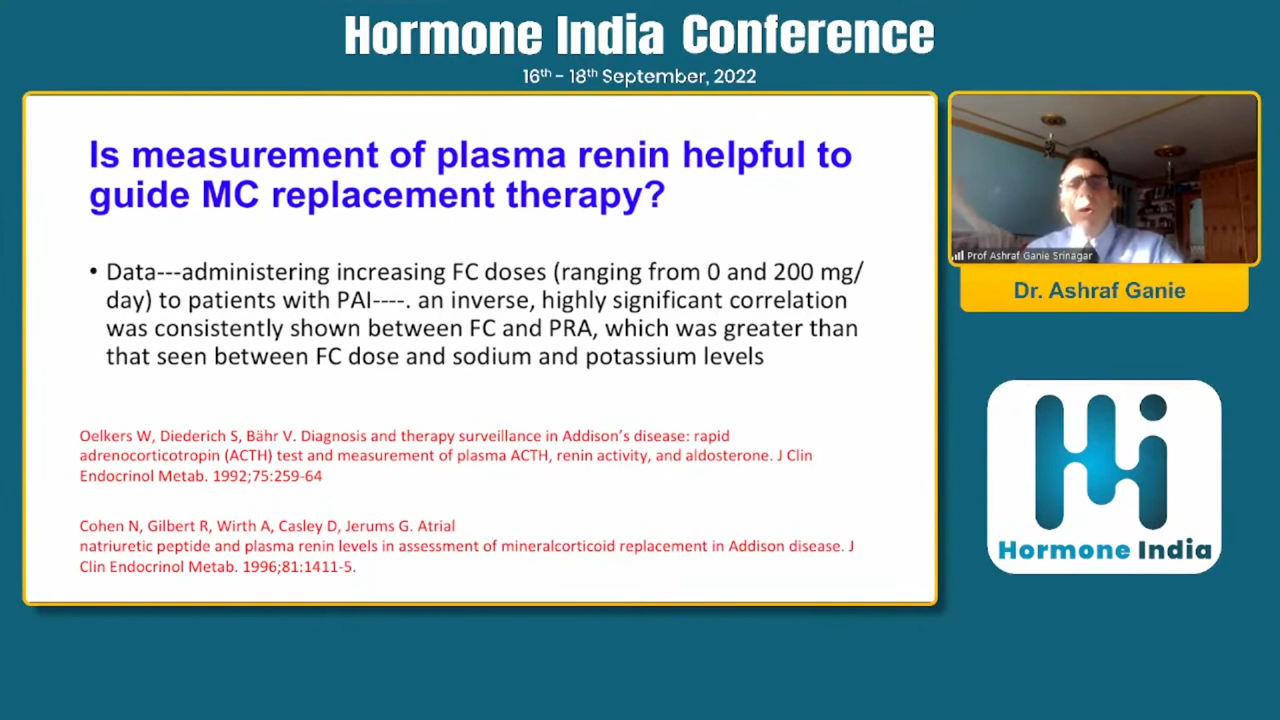 Hormone India Conference
16th - 18th September, 2022
Is measurement of plasma renin helpful to
guide MC replacement therapy?
• Data---administering increasing FC doses (ranging from 0 and 200 mg/
day) to patients with PAI----. an inverse, highly significant correlation
was consistently shown between FC and PRA, which was greater than
that seen between FC dose and sodium and potassium levels
Oelkers W, Diederich S, Bähr V. Diagnosis and therapy surveillance in Addison’s disease: rapid
adrenocorticotropin (ACTH) test and measurement of plasma ACTH, renin activity, and aldosterone. J Clin
Endocrinol Metab. 1992;75:259-64
Cohen N, Gilbert R, Wirth A, Casley D, Jerums G. Atrial
natriuretic peptide and plasma renin levels in assessment of mineralcorticoid replacement in Addison disease. J
Clin Endocrinol Metab. 1996;81:1411-5.
Prof Ashraf Ganie Srinagar
Dr. Ashraf Ganie
Hormone India